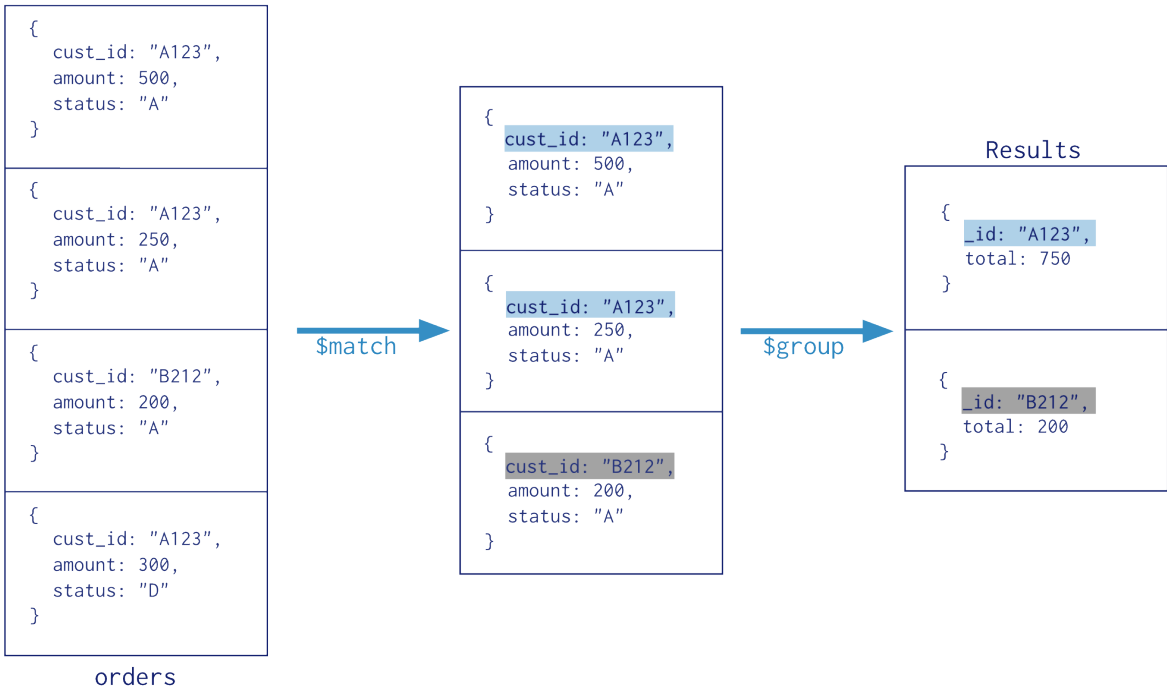 {
cust_id: "A123",
amount: 500,
status: "A"
}
{
cust_id: "A123",
amount: 250,
status: "A"
}
{
cust_id: "B212",
amount: 200,
status: "A"
}
{
cust_id: "A123",
amount: 300,
status: "D"
}
orders
$match
{
cust_id: "A123",
amount: 500,
status: "A"
}
{
cust_id: "A123",
amount: 250,
status: "A"
}
{
cust_id: "B212",
amount: 200,
status: "A"
}
$group
Results
{
_id: "A123",
total: 750
}
{
_id: "B212",
total: 200
}